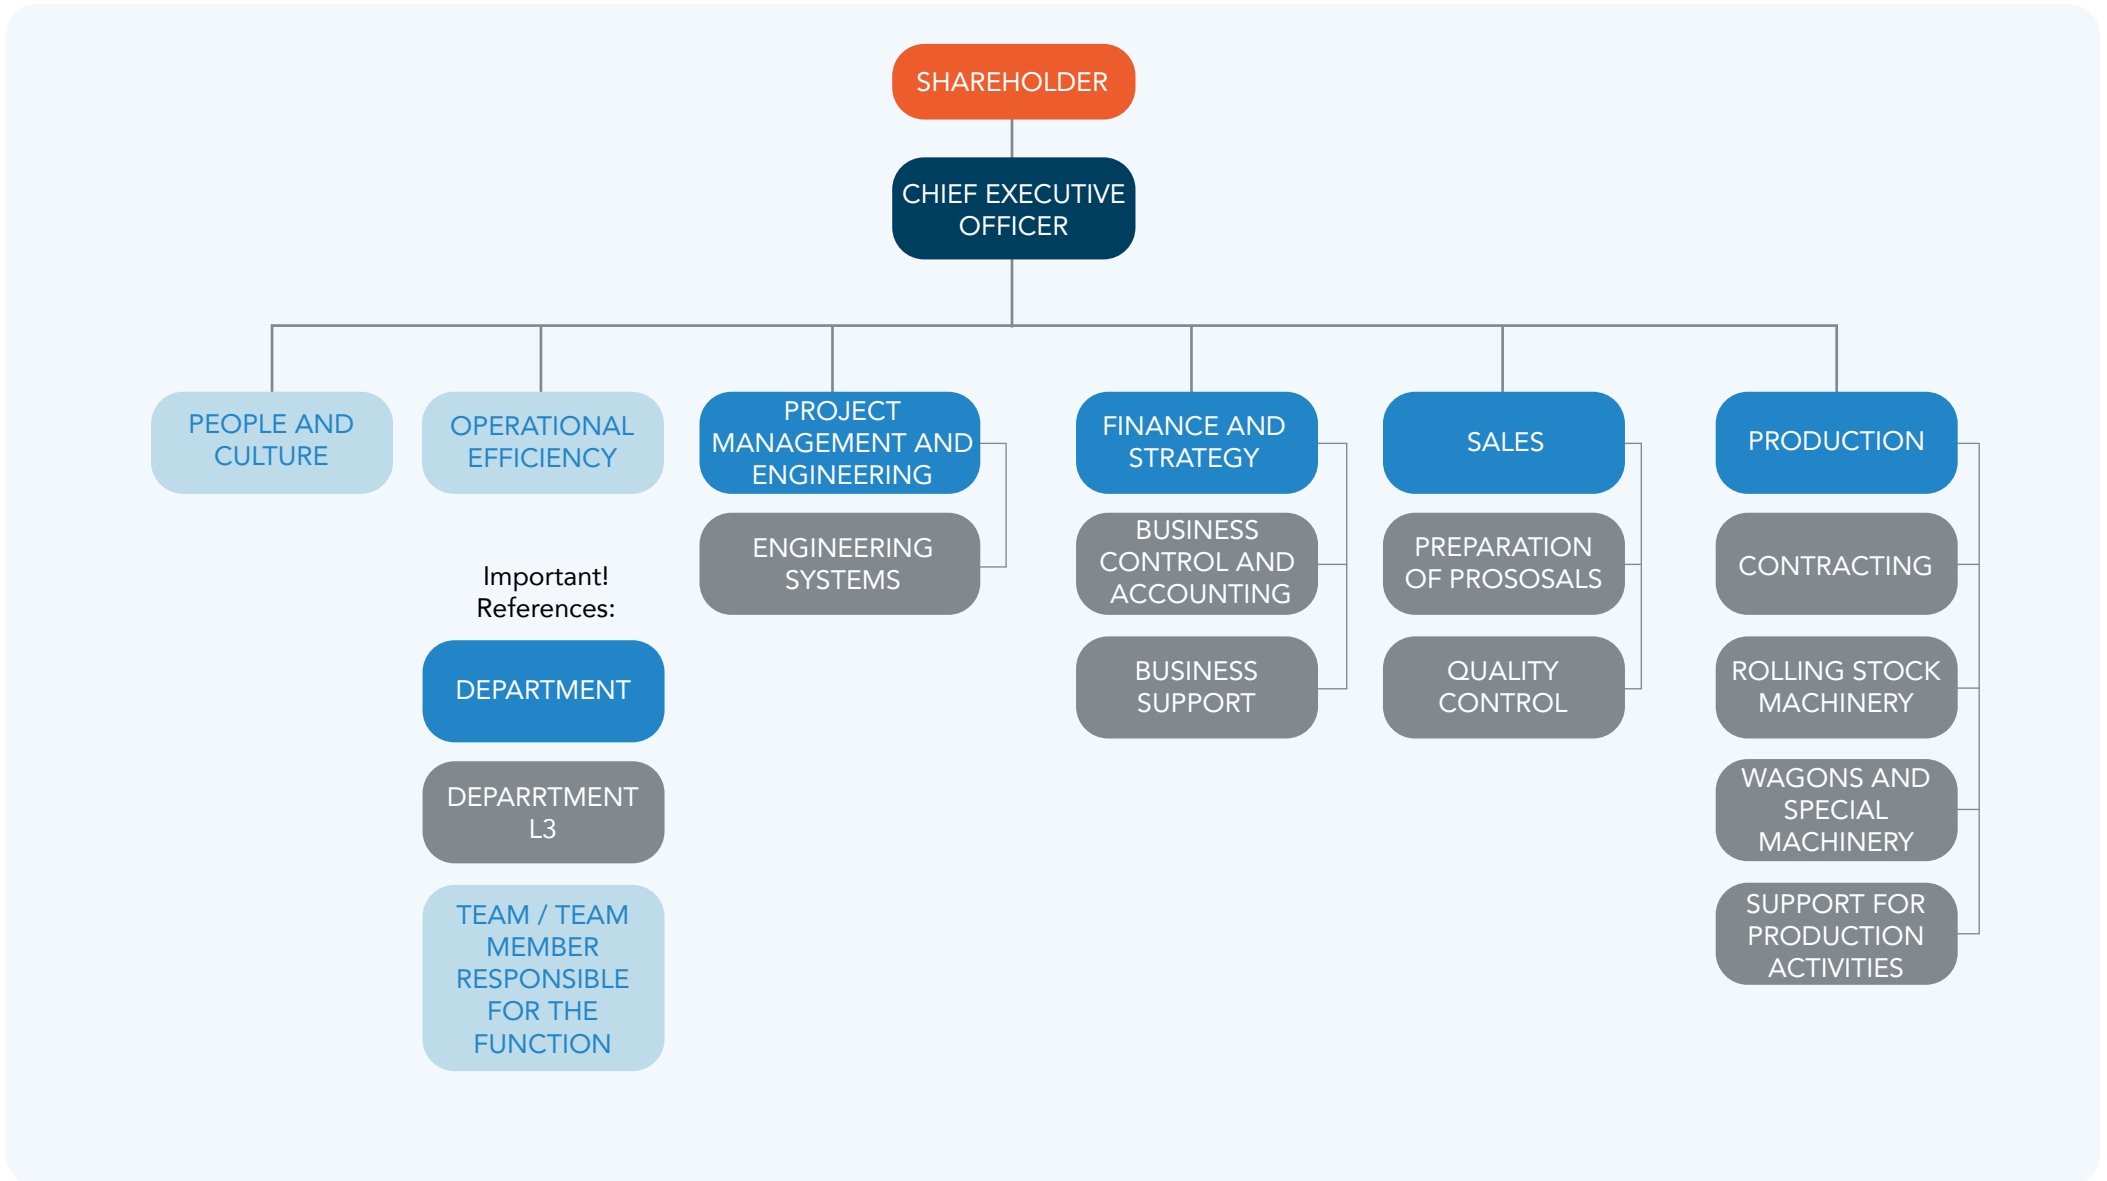 SHAREHOLDER
CHIEF EXECUTIVE
OFFICER
PEOPLE AND
CULTURE
OPERATIONAL
EFFICIENCY
PROJECT
MANAGEMENT AND
ENGINEERING
ENGINEERING
SYSTEMS
FINANCE AND
STRATEGY
BUSINESS
CONTROL AND
ACCOUNTING
BUSINESS
SUPPORT
SALES
PREPARATION
OF PROSOSALS
QUALITY
CONTROL
PRODUCTION
CONTRACTING
ROLLING STOCK
MACHINERY
WAGONS AND
SPECIAL
MACHINERY
SUPPORT FOR
PRODUCTION
ACTIVITIES
Important!
References:
DEPARTMENT
DEPARRTMENT
L3
TEAM / TEAM
MEMBER
RESPONSIBLE
FOR THE
FUNCTION